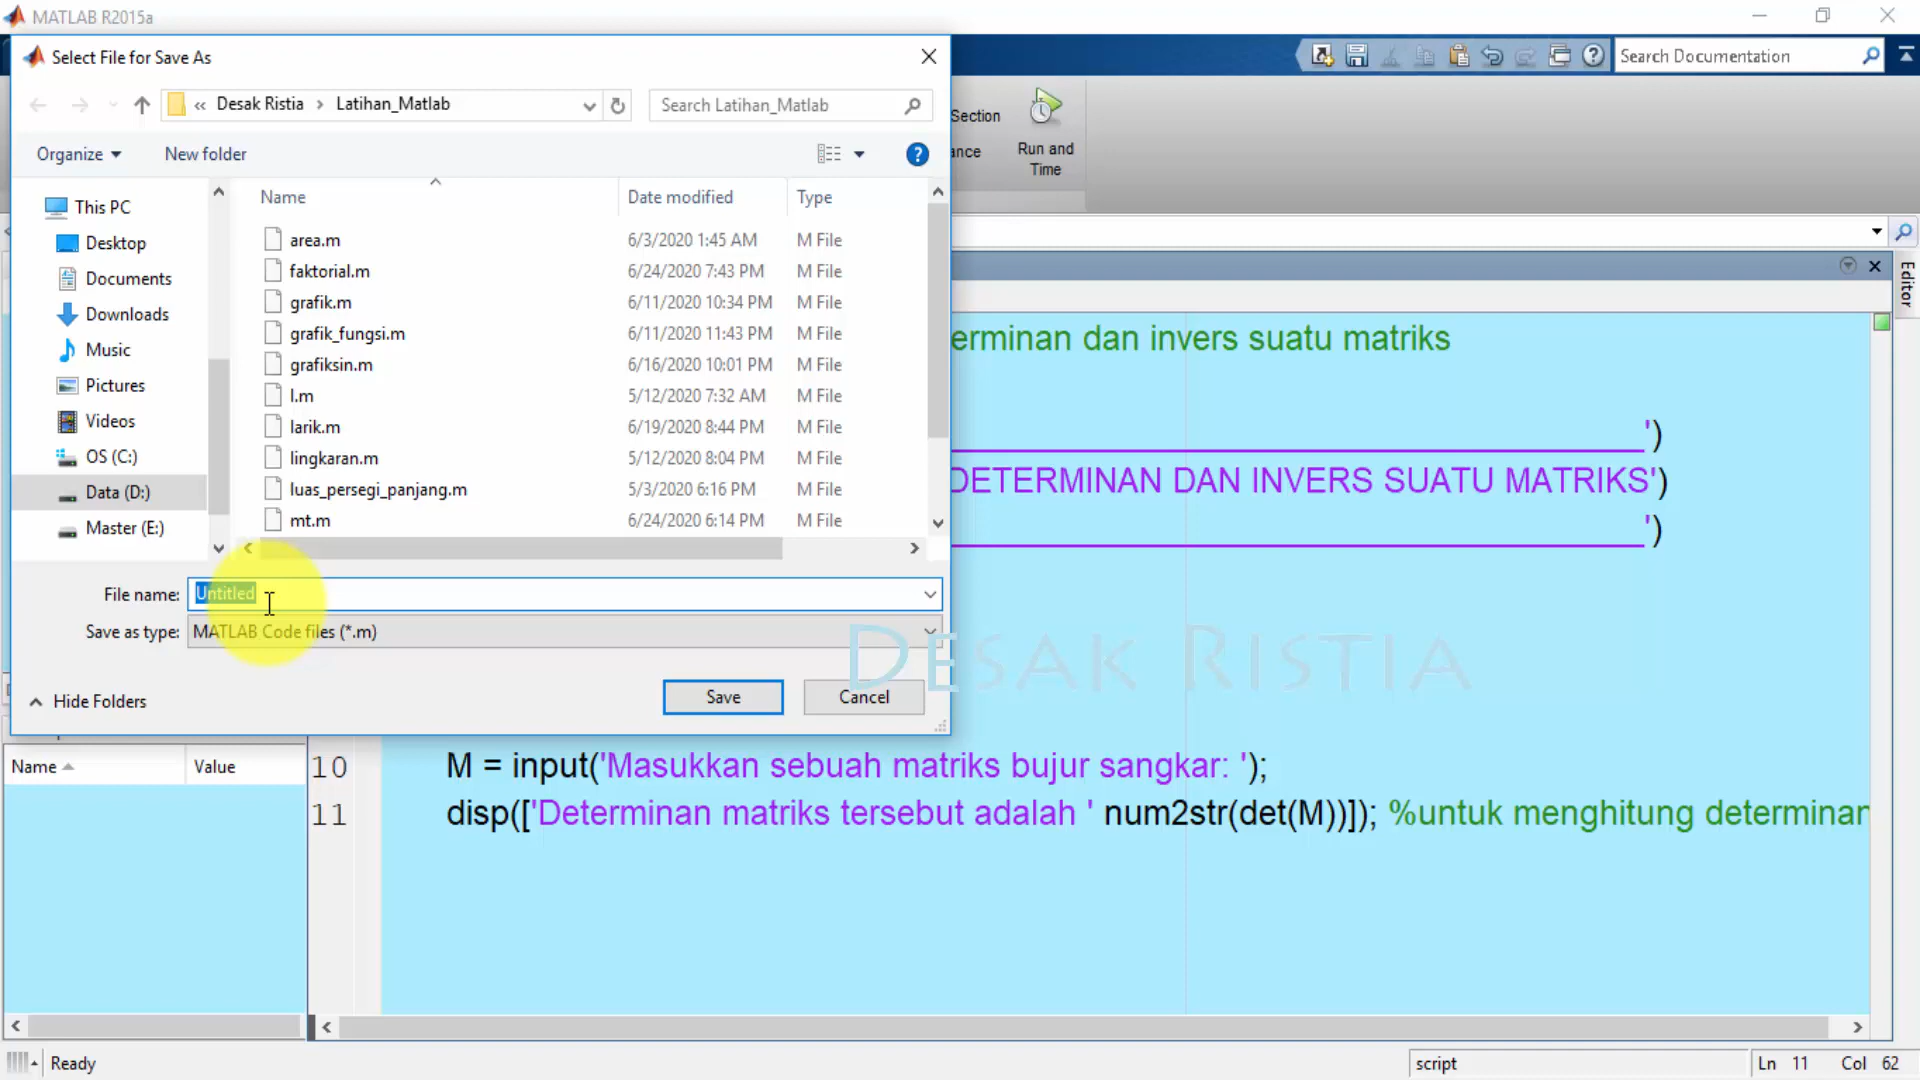 MATLAB R2015a
Select File for Save As
« Desak Ristia > Latihan_Matlab
Search Latihan_Matlab
Search Documentation
Organize
New folder
Section
Run and
Time
This PC
Desktop
Documents
Downloads
Music
Pictures
Videos
OS (C:)
Data (D:)
Master (E:)
Name Date modified Type
area.m 6/3/2020 1:45 AM M File
faktorial.m 6/24/2020 7:43 PM M File
grafik.m 6/11/2020 10:34 PM M File
grafik_fungsi.m 6/11/2020 11:43 PM M File
grafiksin.m 6/16/2020 10:01 PM M File
l.m 5/12/2020 7:32 AM M File
larik.m 6/19/2020 8:44 PM M File
lingkaran.m 5/12/2020 8:04 PM M File
luas_persegi_panjang.m 5/3/2020 6:16 PM M File
mt.m 6/24/2020 6:14 PM M File
File name: Untitled
Save as type: MATLAB Code files (*.m)
Hide Folders
Save
Cancel
Editor
erminan dan invers suatu matriks
')
DETERMINAN DAN INVERS SUATU MATRIKS')
')
DESAK RISTIA
Name Value
10 M = input('Masukkan sebuah matriks bujur sangkar: ');
11 disp(['Determinan matriks tersebut adalah ' num2str(det(M))]); %untuk menghitung determinan
Ready
script
Ln 11 Col 62